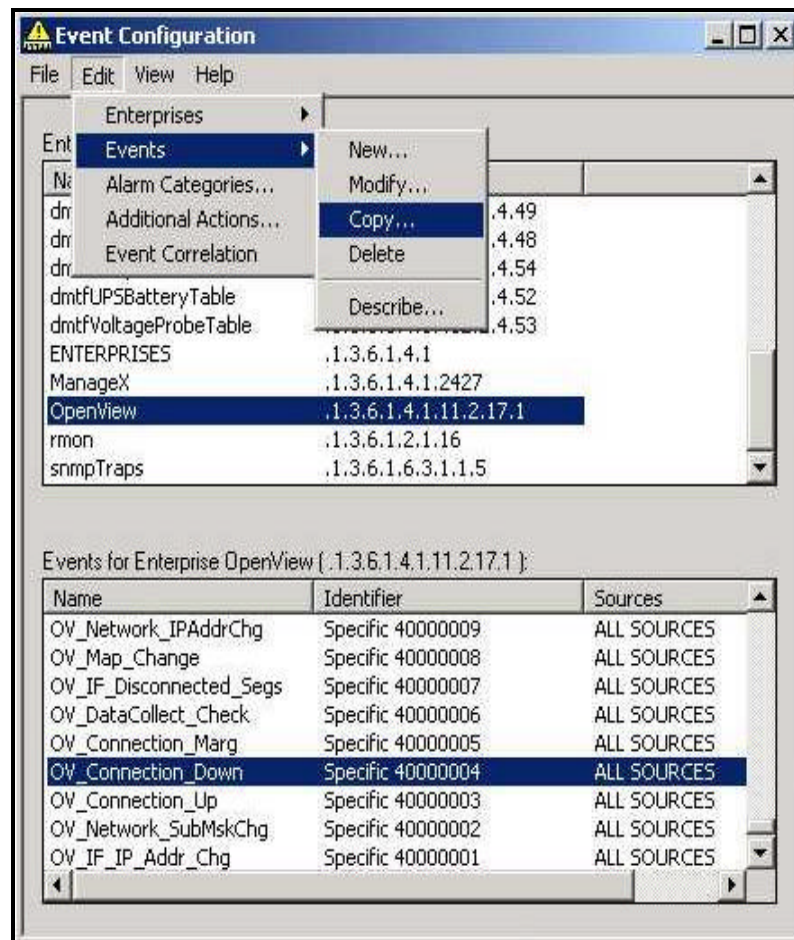 Event Configuration
File Edit View Help
Enterprises
Events
Alarm Categories...
Additional Actions...
Event Correlation
New...
Modify...
Copy...
Delete
Describe...
.4.49
.4.48
.4.54
dmtfUPSBatteryTable .4.52
dmtfVoltageProbeTable .4.53
ENTERPRISES .1.3.6.1.4.1
ManageX .1.3.6.1.4.1.2427
OpenView .1.3.6.1.4.1.11.2.17.1
rmon .1.3.6.1.2.1.16
snmpTraps .1.3.6.1.6.3.1.1.5
Events for Enterprise OpenView ( .1.3.6.1.4.1.11.2.17.1 ):
Name Identifier Sources
OV_Network_IPAddrChg Specific 40000009 ALL SOURCES
OV_Map_Change Specific 40000008 ALL SOURCES
OV_IF_Disconnected_Segs Specific 40000007 ALL SOURCES
OV_DataCollect_Check Specific 40000006 ALL SOURCES
OV_Connection_Marg Specific 40000005 ALL SOURCES
OV_Connection_Down Specific 40000004 ALL SOURCES
OV_Connection_Up Specific 40000003 ALL SOURCES
OV_Network_SubMskChg Specific 40000002 ALL SOURCES
OV_IF_IP_Addr_Chg Specific 40000001 ALL SOURCES